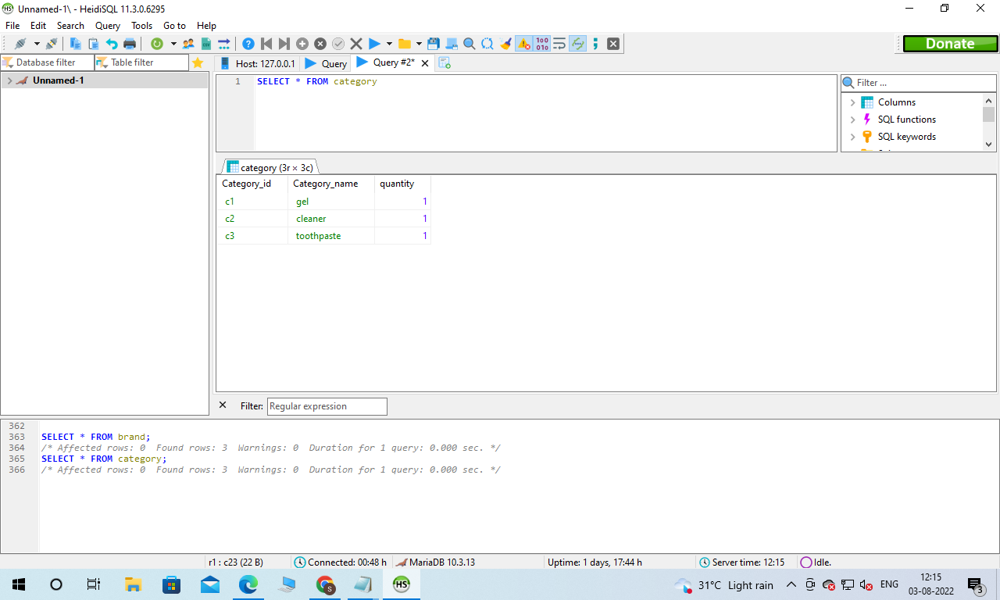 Unnamed-1\ - HeidiSQL 11.3.0.6295
File Edit Search Query Tools Go to Help
Donate
Database filter Table filter Host: 127.0.0.1 Query Query #2*
Unnamed-1
1 SELECT * FROM category
Filter ...
Columns
SQL functions
SQL keywords
category (3r × 3c)
Category_id Category_name quantity
c1 gel 1
c2 cleaner 1
c3 toothpaste 1
Filter: Regular expression
362
363 SELECT * FROM brand;
364 /* Affected rows: 0 Found rows: 3 Warnings: 0 Duration for 1 query: 0.000 sec. */
365 SELECT * FROM category;
366 /* Affected rows: 0 Found rows: 3 Warnings: 0 Duration for 1 query: 0.000 sec. */
r1 : c23 (22 B) Connected: 00:48 h MariaDB 10.3.13 Uptime: 1 days, 17:44 h Server time: 12:15 Idle.
HS 31°C Light rain ENG 12:15
03-08-2022 3